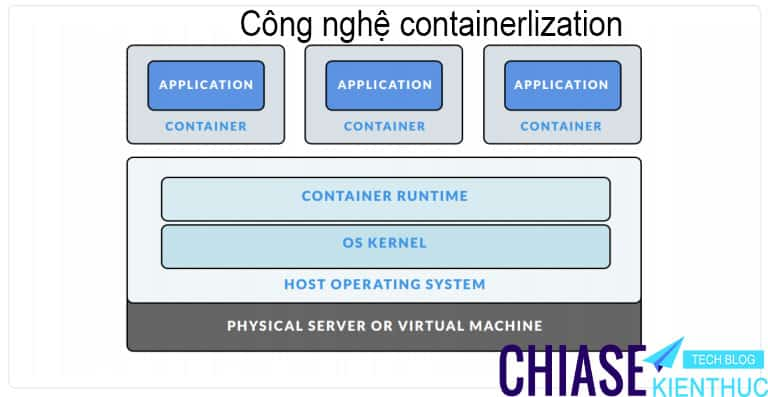 Công nghệ containerlization
APPLICATION APPLICATION APPLICATION
CONTAINER CONTAINER CONTAINER
CONTAINER RUNTIME
OS KERNEL
HOST OPERATING SYSTEM
PHYSICAL SERVER OR VIRTUAL MACHINE
CHIASE TECH BLOG
KIENTHUC